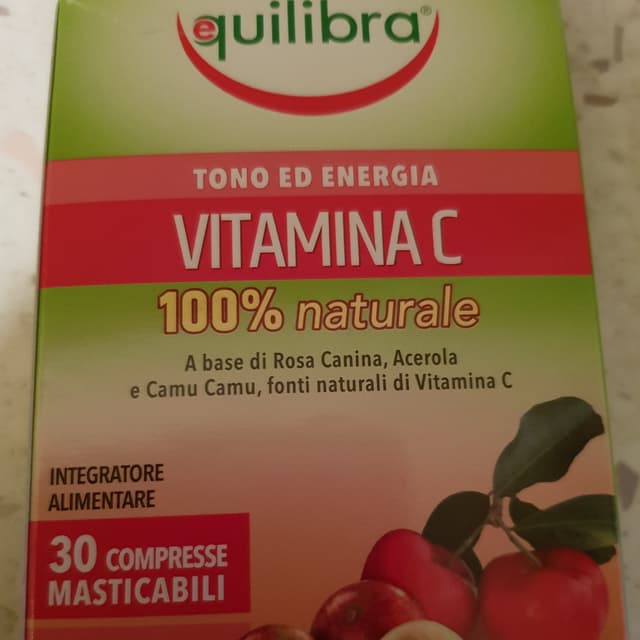 equilibra®
TONO ED ENERGIA
VITAMINA C
100% naturale
A base di Rosa Canina, Acerola
e Camu Camu, fonti naturali di Vitamina C
INTEGRATORE
ALIMENTARE
30 COMPRESSE
MASTICABILI